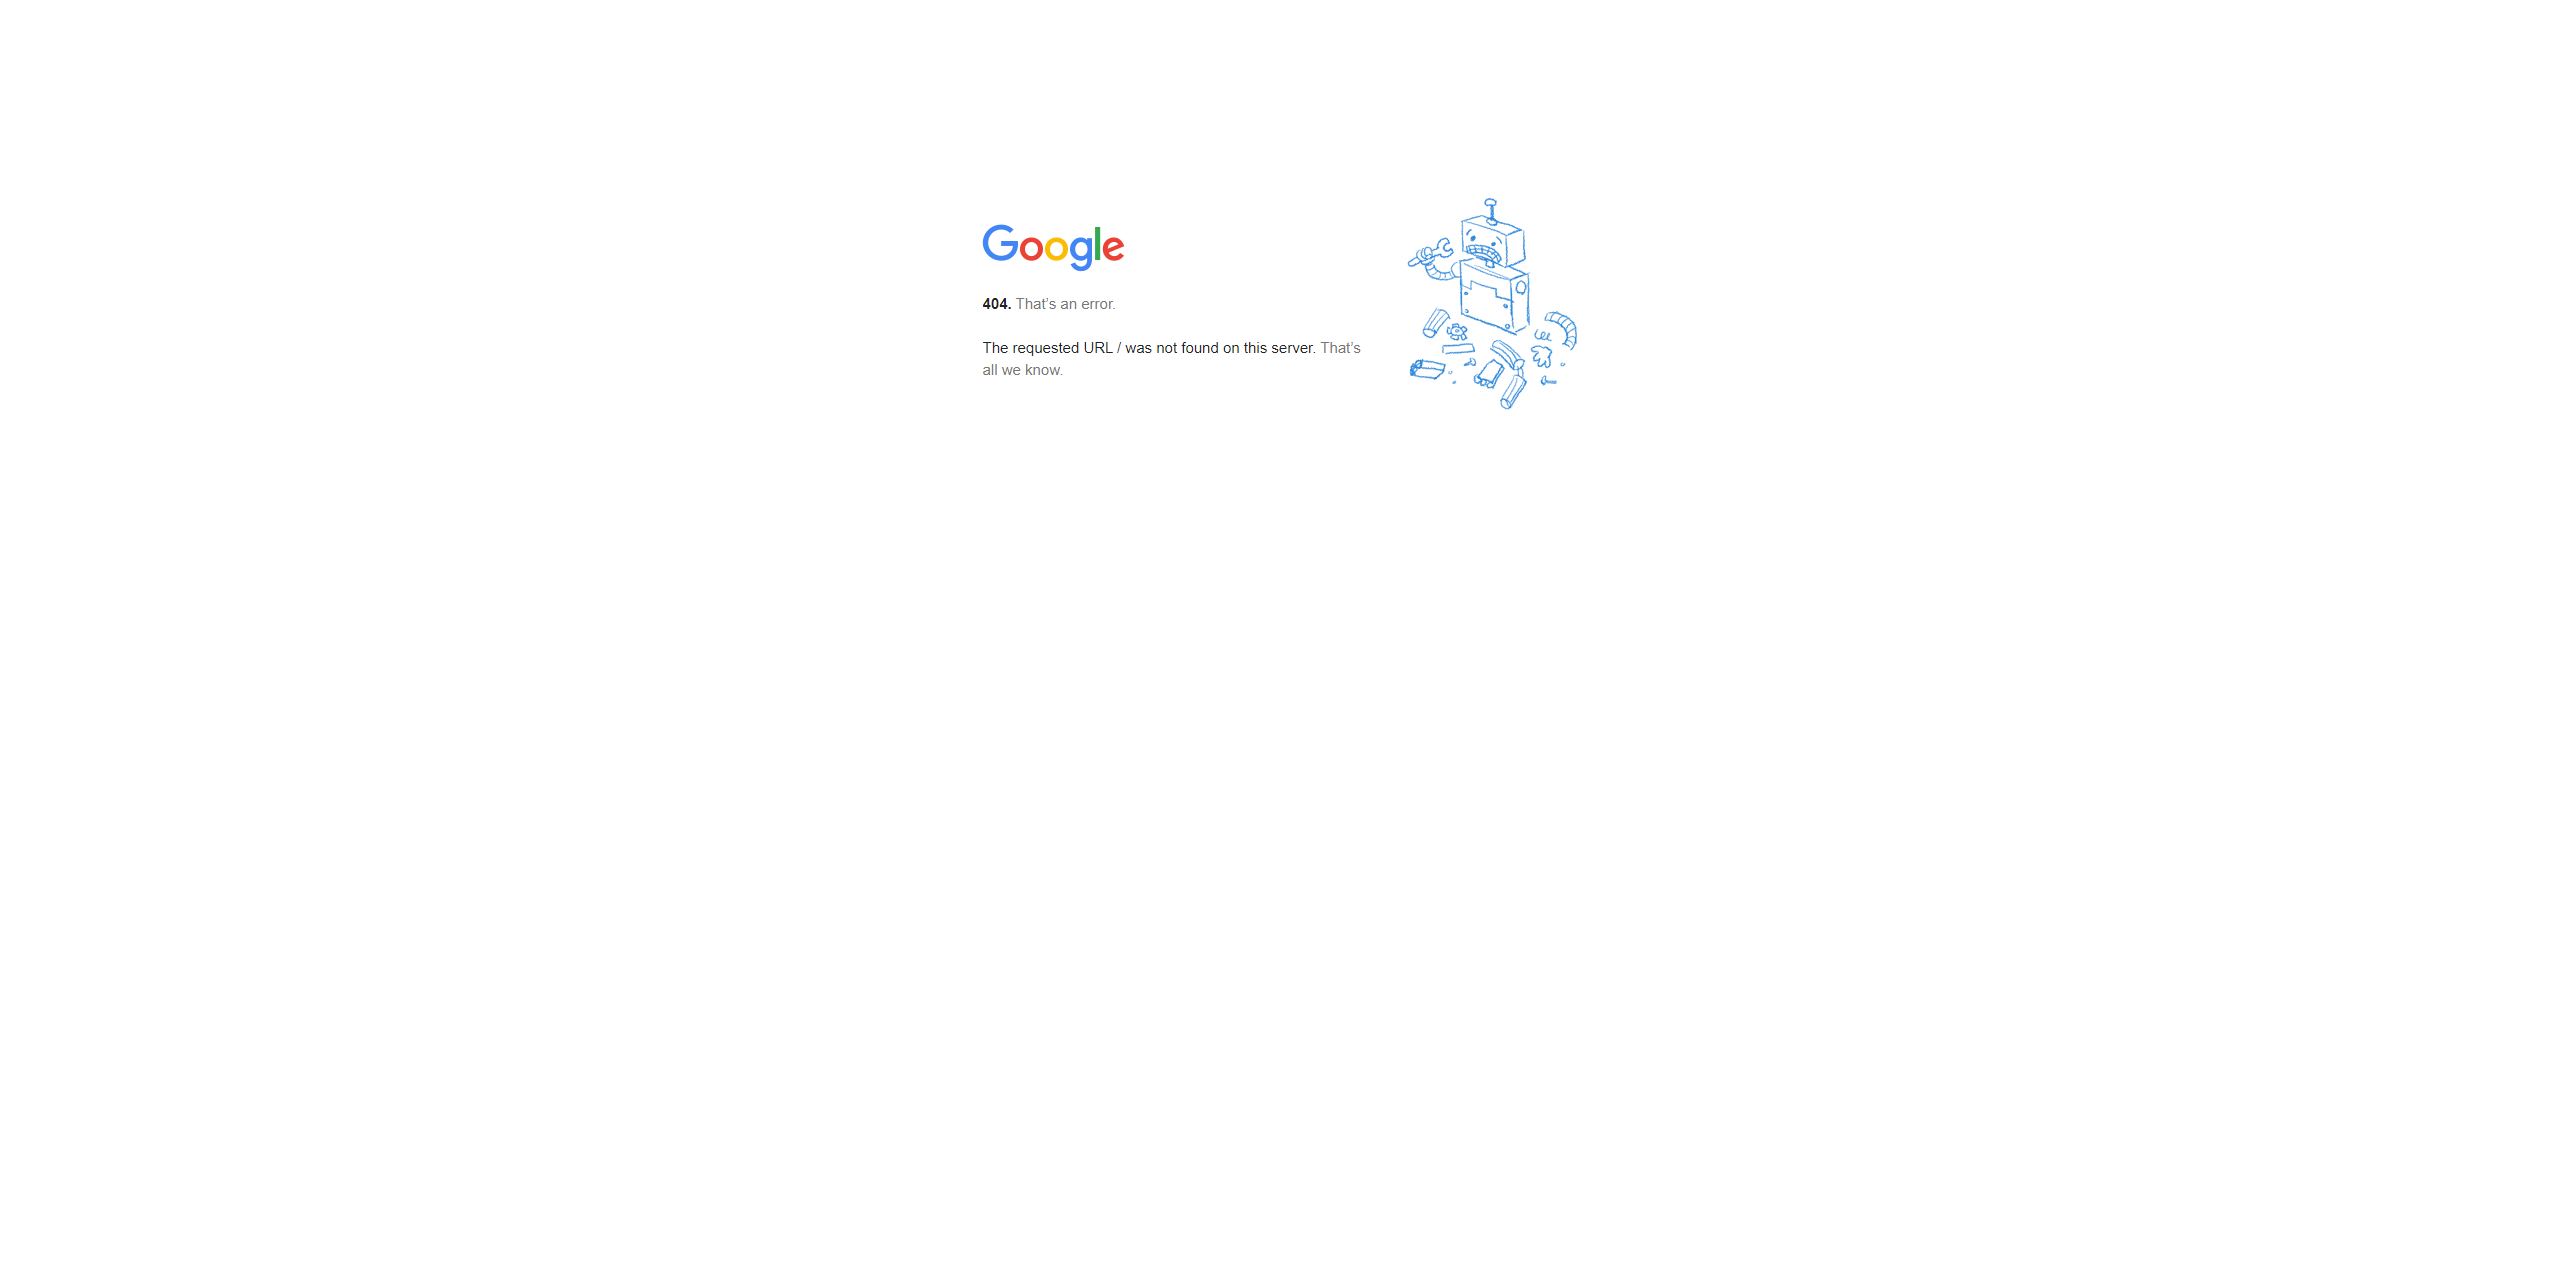 Google
404. That’s an error.
The requested URL / was not found on this server. That’s
all we know.